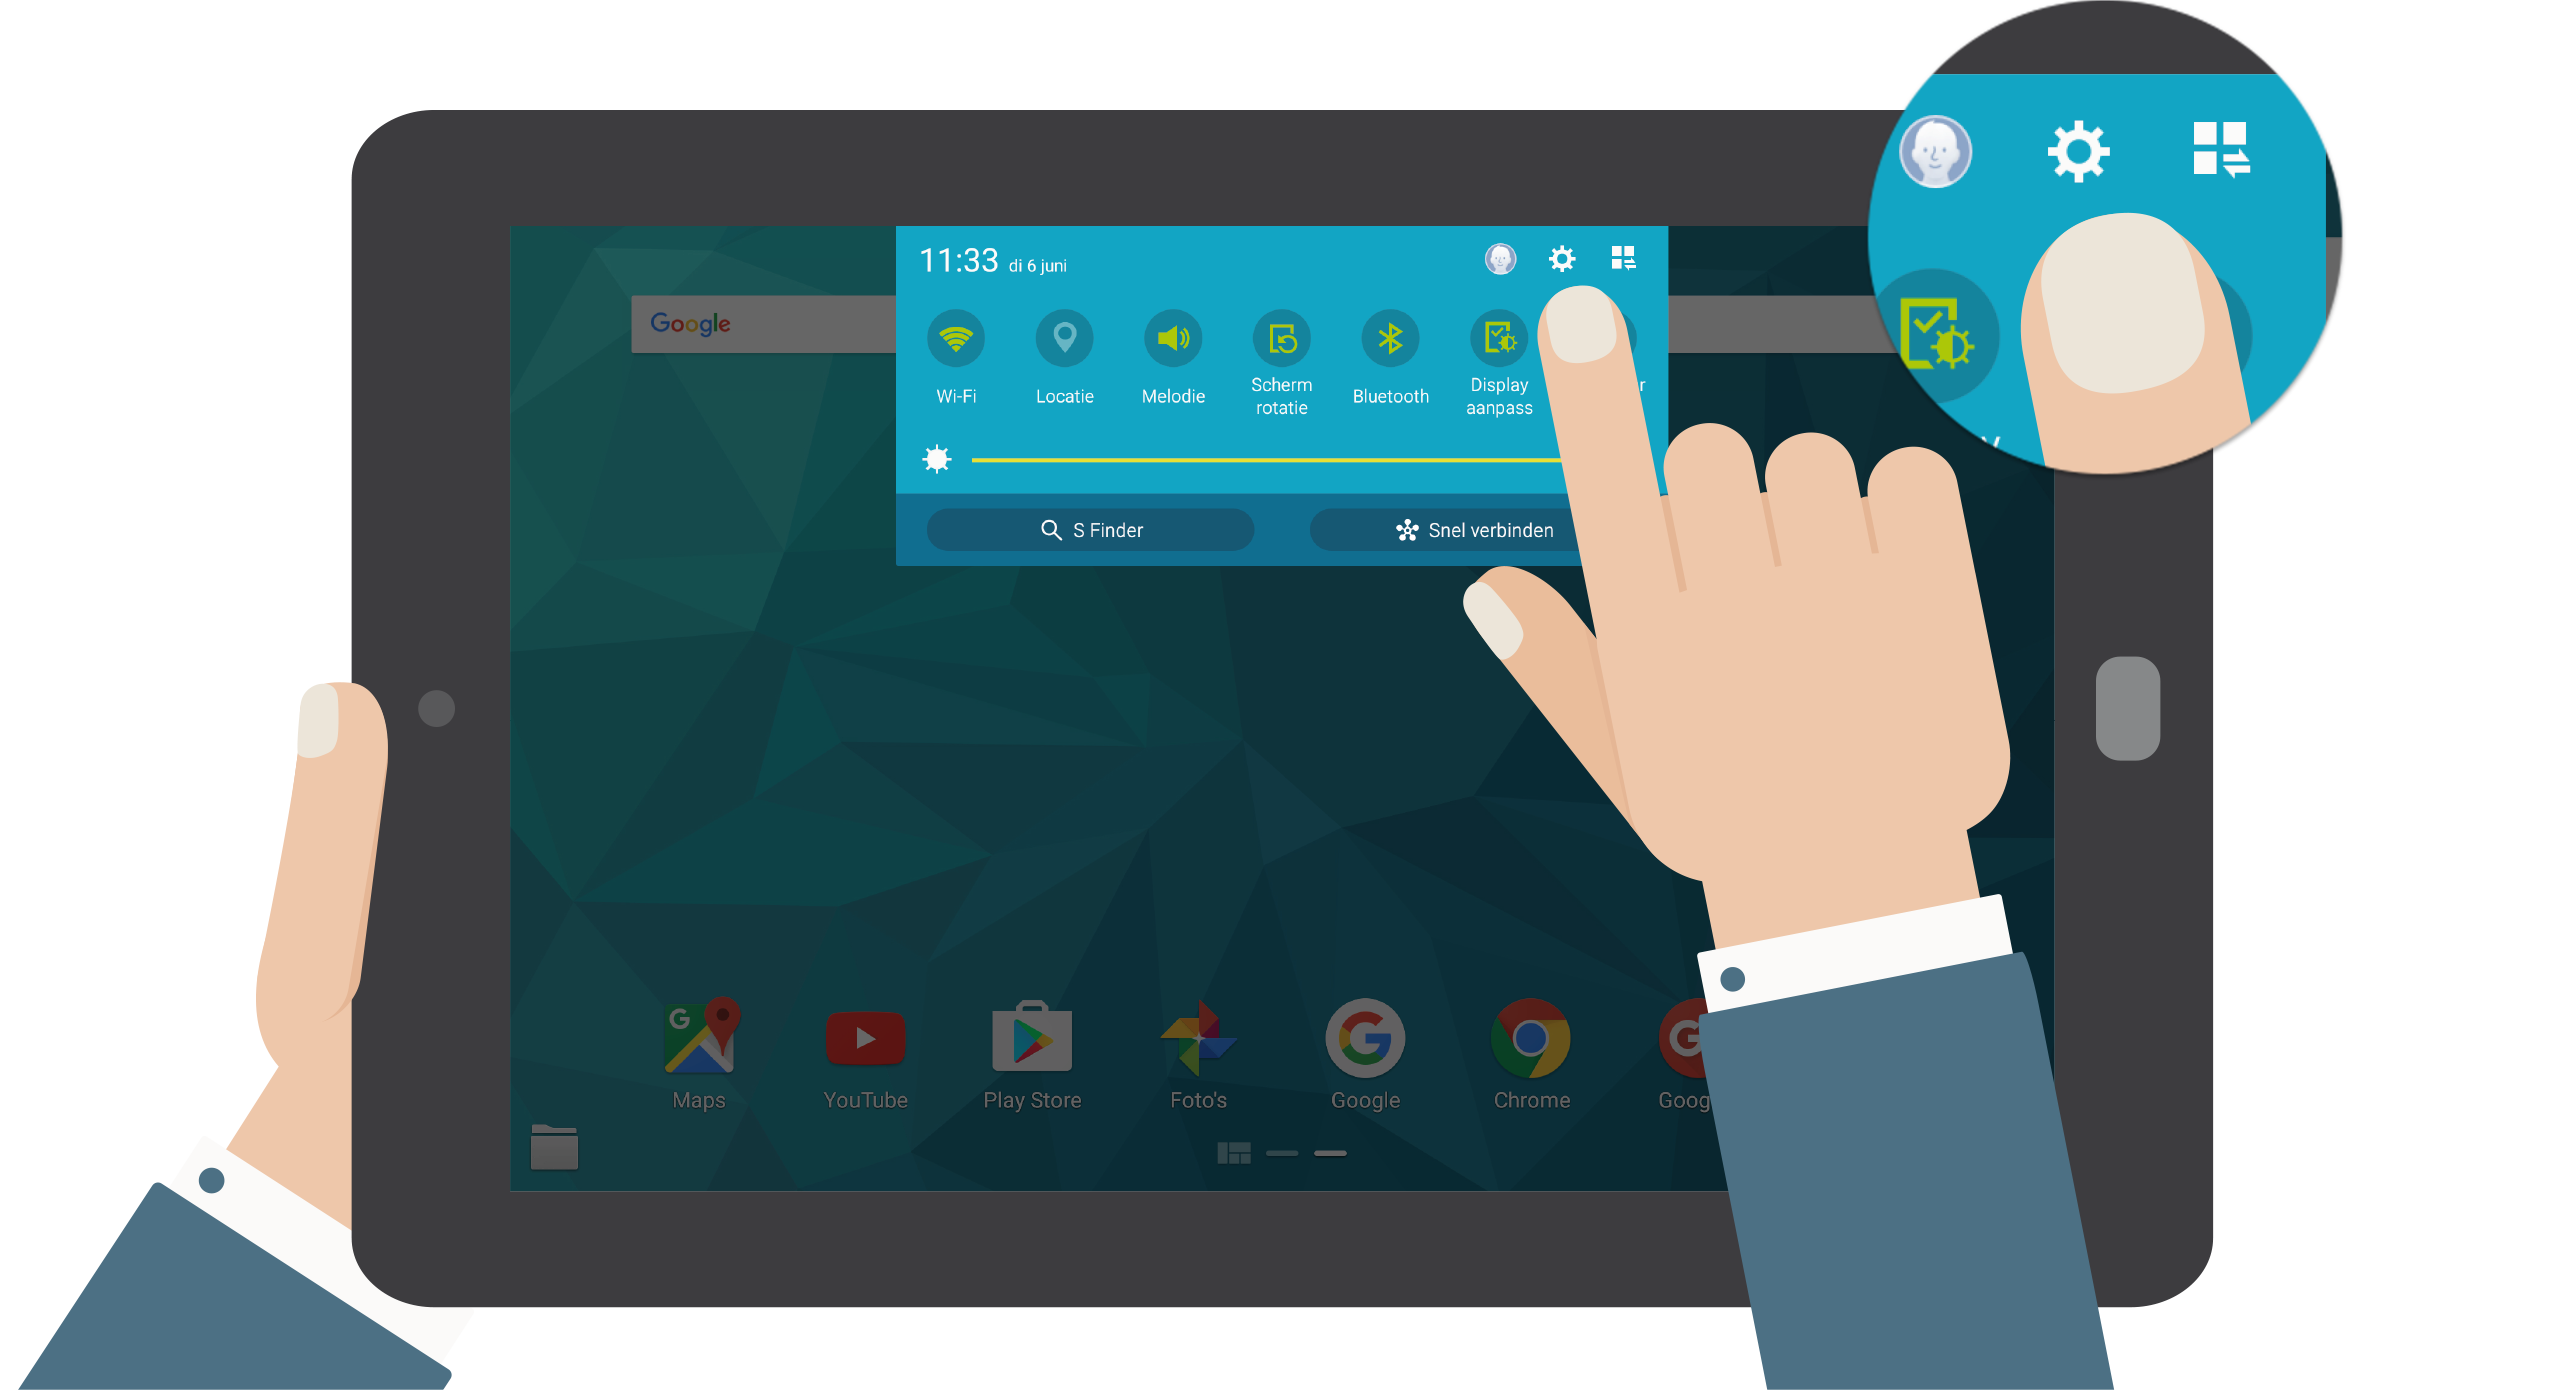 11:33 di 6 juni
Google
Wi-Fi
Locatie
Melodie
Scherm
rotatie
Bluetooth
Display
aanpass
S Finder
Snel verbinden
G
Maps
YouTube
Play Store
Foto's
Google
Chrome